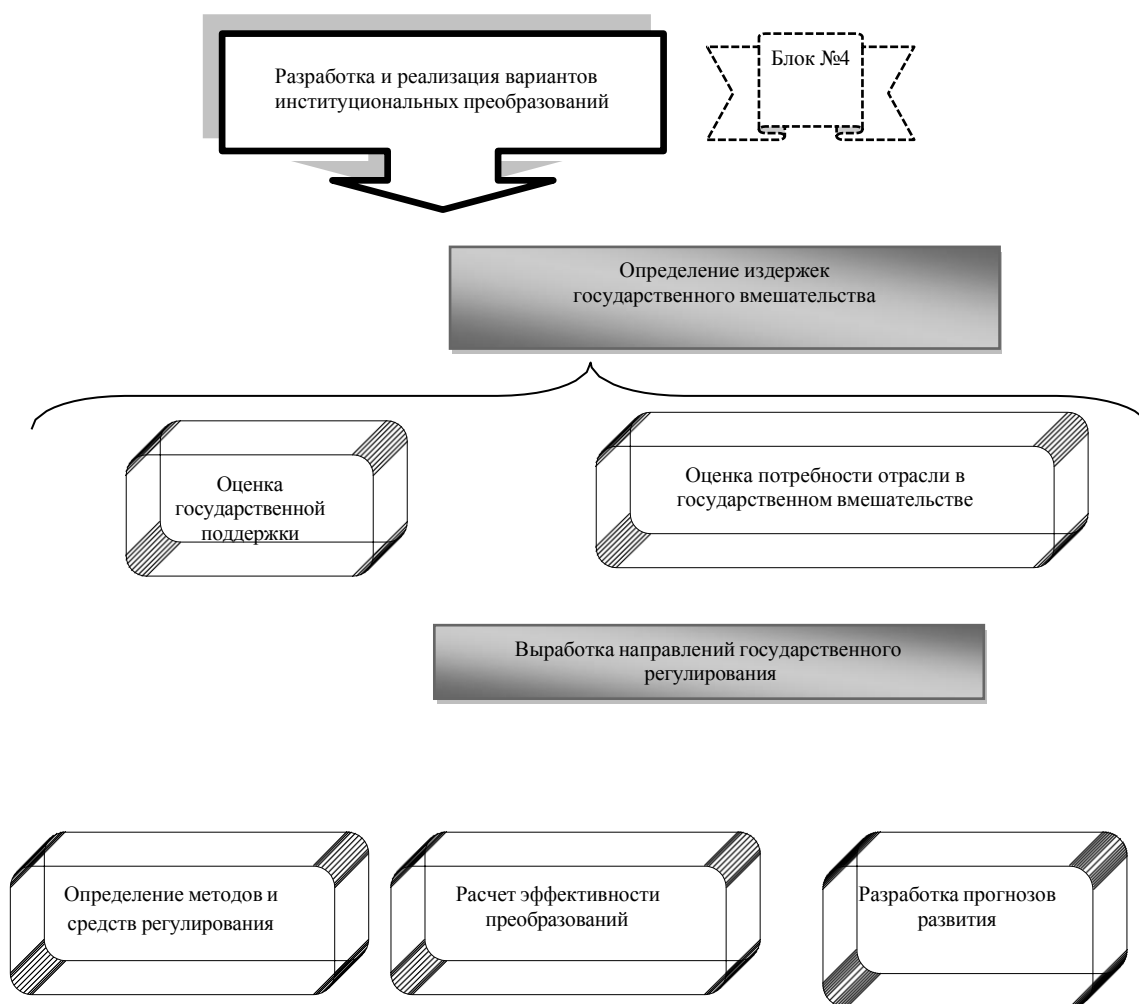 Разработка и реализация вариантов
институциональных преобразований
Блок №4
Определение издержек
государственного вмешательства
Оценка
государственной
поддержки
Оценка потребности отрасли в
государственном вмешательстве
Выработка направлений государственного
регулирования
Определение методов и
средств регулирования
Расчет эффективности
преобразований
Разработка прогнозов
развития